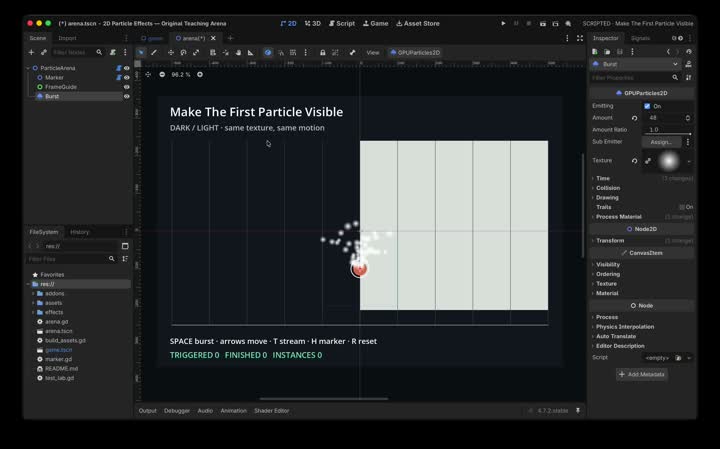 (*) arena.tscn - 2D Particle Effects — Original Teaching Arena
2D 3D Script Game Asset Store
SCRIPTED · Make The First Particle Visible
Scene Import
Filter Nodes
ParticleArena
Marker
FrameGuide
Burst
FileSystem History
res://
Filter Files
Favorites
res://
addons
assets
effects
arena.gd
arena.tscn
build_assets.gd
game.tscn
marker.gd
README.md
test_lab.gd
game arena(*)
View GPUParticles2D
96.2 %
Make The First Particle Visible
DARK / LIGHT · same texture, same motion
SPACE burst · arrows move · T stream · H marker · R reset
TRIGGERED 0 FINISHED 0 INSTANCES 0
Output Debugger Audio Animation Shader Editor
4.7.2.stable
Inspector Signals
Burst
Filter Properties
GPUParticles2D
Emitting On
Amount 48
Amount Ratio 1.0
Sub Emitter Assign...
Texture
Time (3 changes)
Collision
Drawing
Traits On
Process Material (1 change)
Node2D
Transform (1 change)
CanvasItem
Visibility
Ordering
Texture
Material
Node
Process
Physics Interpolation
Auto Translate
Editor Description
Script <empty>
Add Metadata